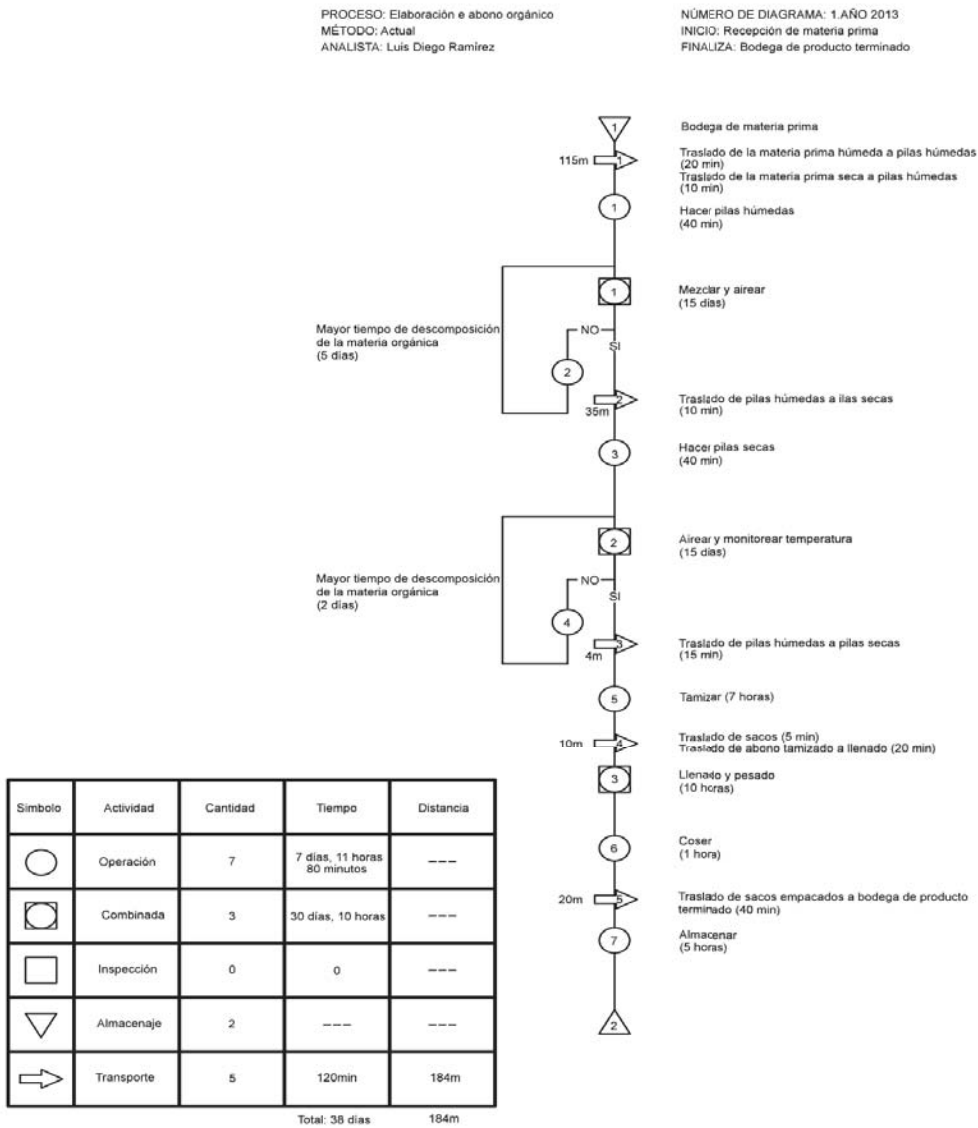 PROCESO: Elaboración e abono orgánico
MÉTODO: Actual
ANALISTA: Luis Diego Ramírez
NÚMERO DE DIAGRAMA: 1.AÑO 2013
INICIO: Recepción de materia prima
FINALIZA: Bodega de producto terminado
1
Bodega de materia prima
115m
1
Traslado de la materia prima húmeda a pilas húmedas
(20 min)
Traslado de la materia prima seca a pilas húmedas
(10 min)
1
Hacer pilas húmedas
(40 min)
1
Mezclar y airear
(15 días)
Mayor tiempo de descomposición
de la materia orgánica
(5 días)
NO
SI
2
35m
2
Traslado de pilas húmedas a ilas secas
(10 min)
3
Hacer pilas secas
(40 min)
2
Airear y monitorear temperatura
(15 días)
Mayor tiempo de descomposición
de la materia orgánica
(2 días)
NO
SI
4
4m
3
Traslado de pilas húmedas a pilas secas
(15 min)
5
Tamizar (7 horas)
10m
4
Traslado de sacos (5 min)
Traslado de abono tamizado a llenado (20 min)
3
Llenado y pesado
(10 horas)
6
Coser
(1 hora)
20m
5
Traslado de sacos empacados a bodega de producto
terminado (40 min)
7
Almacenar
(5 horas)
2
Simbolo Actividad Cantidad Tiempo Distancia
Operación 7 7 días, 11 horas
80 minutos ---
Combinada 3 30 días, 10 horas ---
Inspección 0 0 ---
Almacenaje 2 --- ---
Transporte 5 120min 184m
Total: 38 días 184m